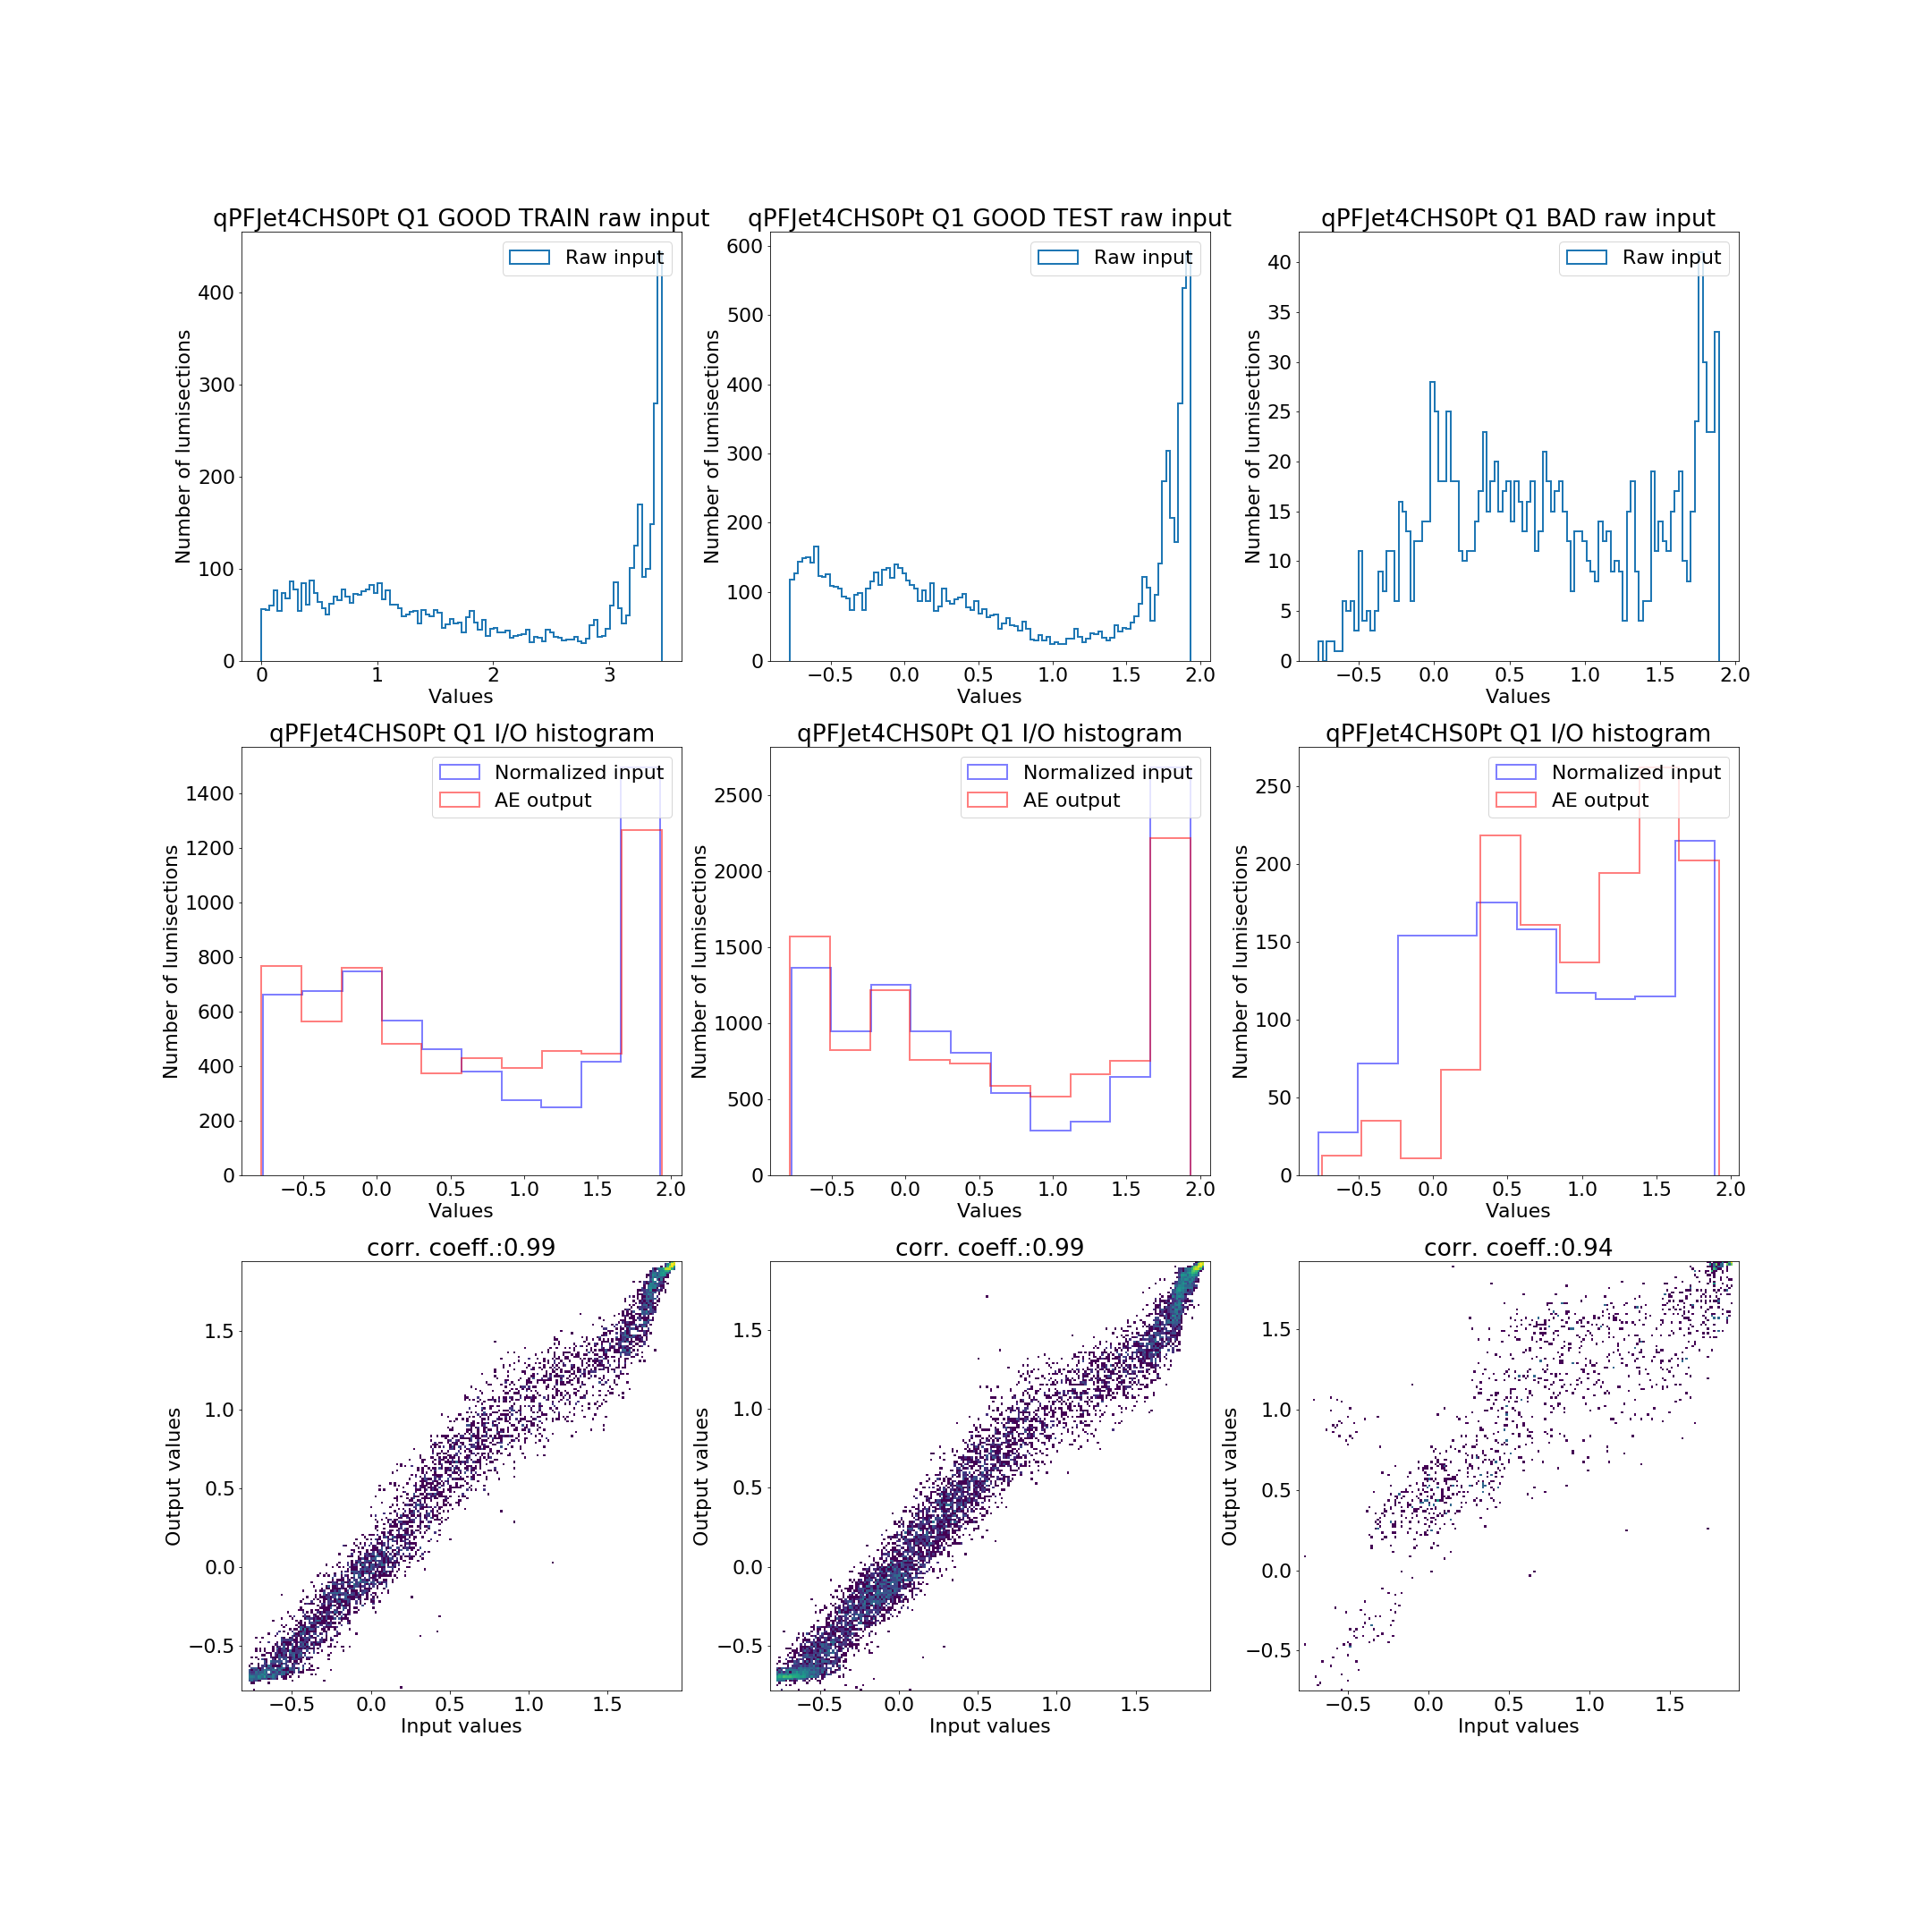 qPFJet4CHS0Pt Q1 GOOD TRAIN raw input
qPFJet4CHS0Pt Q1 GOOD TEST raw input
qPFJet4CHS0Pt Q1 BAD raw input
Raw input
Raw input
Raw input
Number of lumisections
400
300
200
100
0
0 1 2 3
Values
Number of lumisections
600
500
400
300
200
100
0
−0.5 0.0 0.5 1.0 1.5 2.0
Values
Number of lumisections
40
35
30
25
20
15
10
5
0
−0.5 0.0 0.5 1.0 1.5 2.0
Values
qPFJet4CHS0Pt Q1 I/O histogram
qPFJet4CHS0Pt Q1 I/O histogram
qPFJet4CHS0Pt Q1 I/O histogram
Normalized input
AE output
Normalized input
AE output
Normalized input
AE output
Number of lumisections
1400
1200
1000
800
600
400
200
0
−0.5 0.0 0.5 1.0 1.5 2.0
Values
Number of lumisections
2500
2000
1500
1000
500
0
−0.5 0.0 0.5 1.0 1.5 2.0
Values
Number of lumisections
250
200
150
100
50
0
−0.5 0.0 0.5 1.0 1.5 2.0
Values
corr. coeff.:0.99
corr. coeff.:0.99
corr. coeff.:0.94
Output values
1.5
1.0
0.5
0.0
−0.5
−0.5 0.0 0.5 1.0 1.5
Input values
Output values
1.5
1.0
0.5
0.0
−0.5
−0.5 0.0 0.5 1.0 1.5
Input values
Output values
1.5
1.0
0.5
0.0
−0.5
−0.5 0.0 0.5 1.0 1.5
Input values